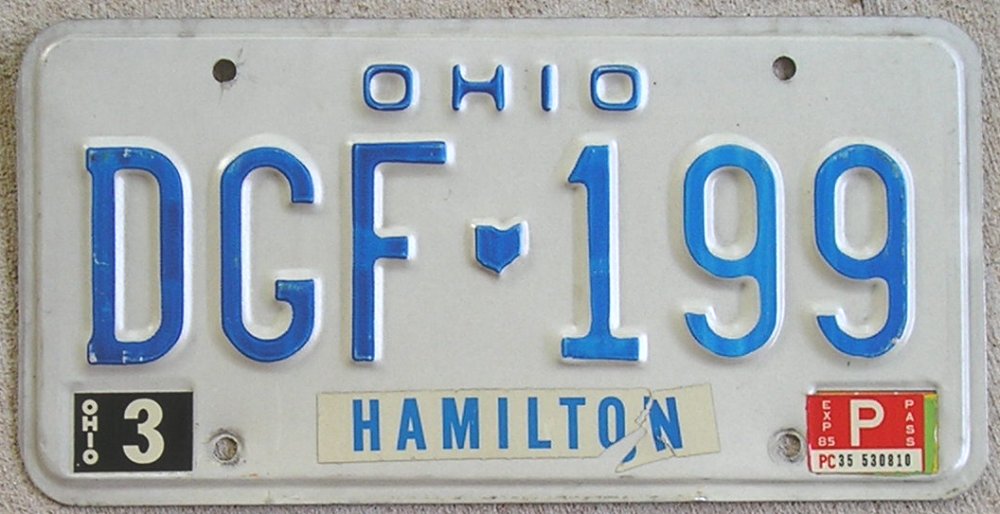 OHIO
DGF 199
OHIO 3
HAMILTON
EXP 85 P PASS
PC 35 530810